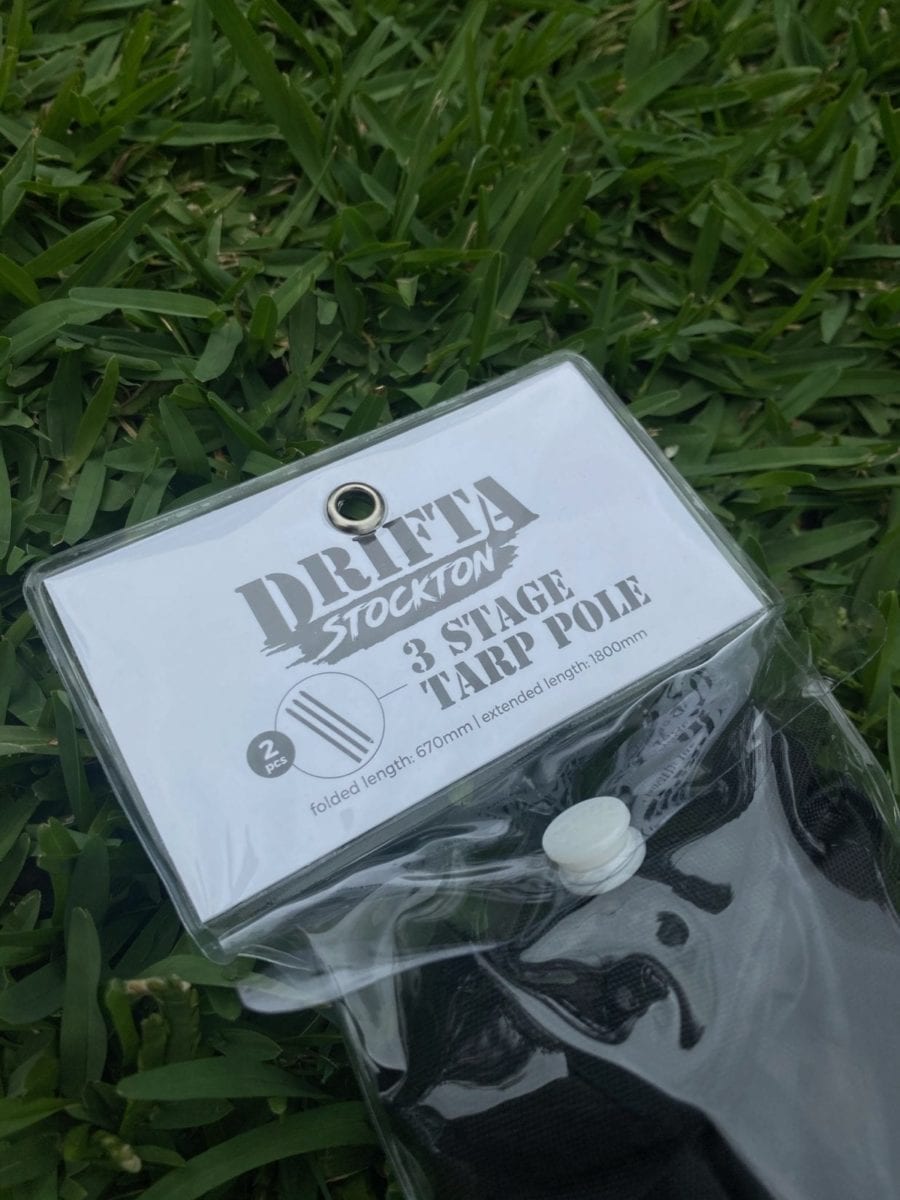 DRIFTA
STOCKTON
3 STAGE
TARP POLE
2
pcs
folded length: 670mm | extended length: 1800mm